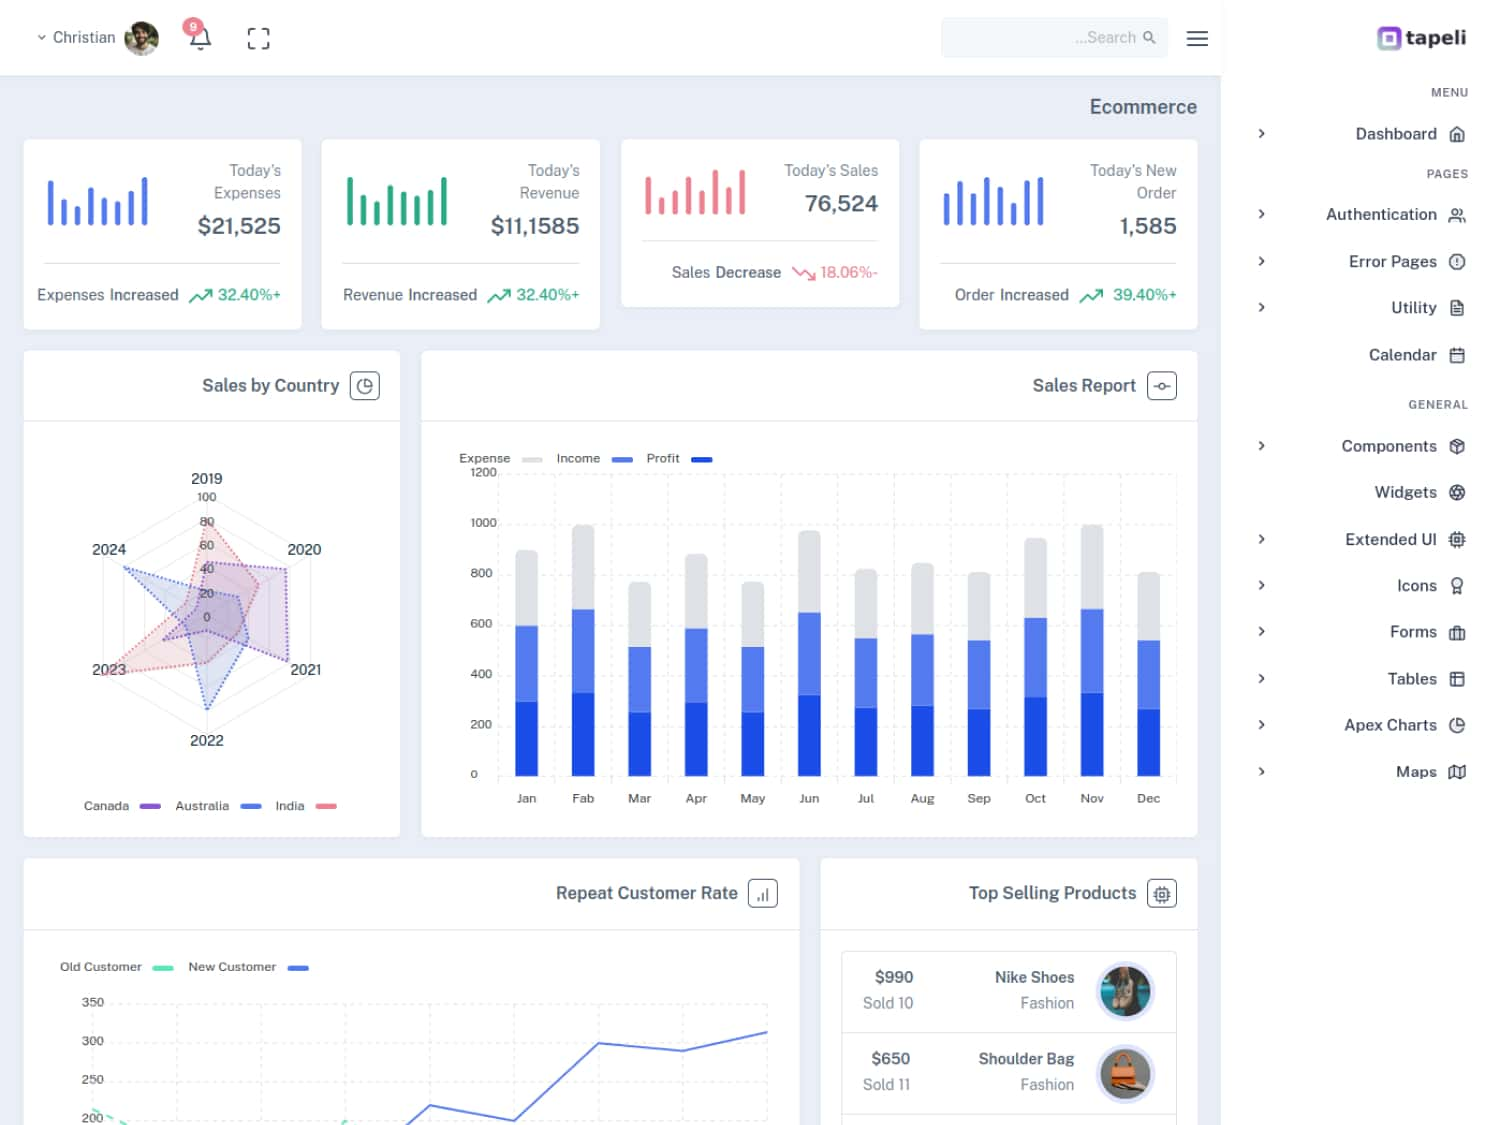 Christian
9
...Search
tapeli
MENU
Dashboard
PAGES
Authentication
Error Pages
Utility
Calendar
GENERAL
Components
Widgets
Extended UI
Icons
Forms
Tables
Apex Charts
Maps
Ecommerce
Today's
Expenses
$21,525
Expenses Increased 32.40%+
Today's
Revenue
$11,1585
Revenue Increased 32.40%+
Today's Sales
76,524
Sales Decrease 18.06%-
Today's New
Order
1,585
Order Increased 39.40%+
Sales by Country
2019
100
80
60
40
20
0
2020
2021
2022
2023
2024
Canada Australia India
Sales Report
Expense Income Profit
1200
1000
800
600
400
200
0
Jan Fab Mar Apr May Jun Jul Aug Sep Oct Nov Dec
Repeat Customer Rate
Old Customer New Customer
350
300
250
200
Top Selling Products
$990 Nike Shoes
Sold 10 Fashion
$650 Shoulder Bag
Sold 11 Fashion